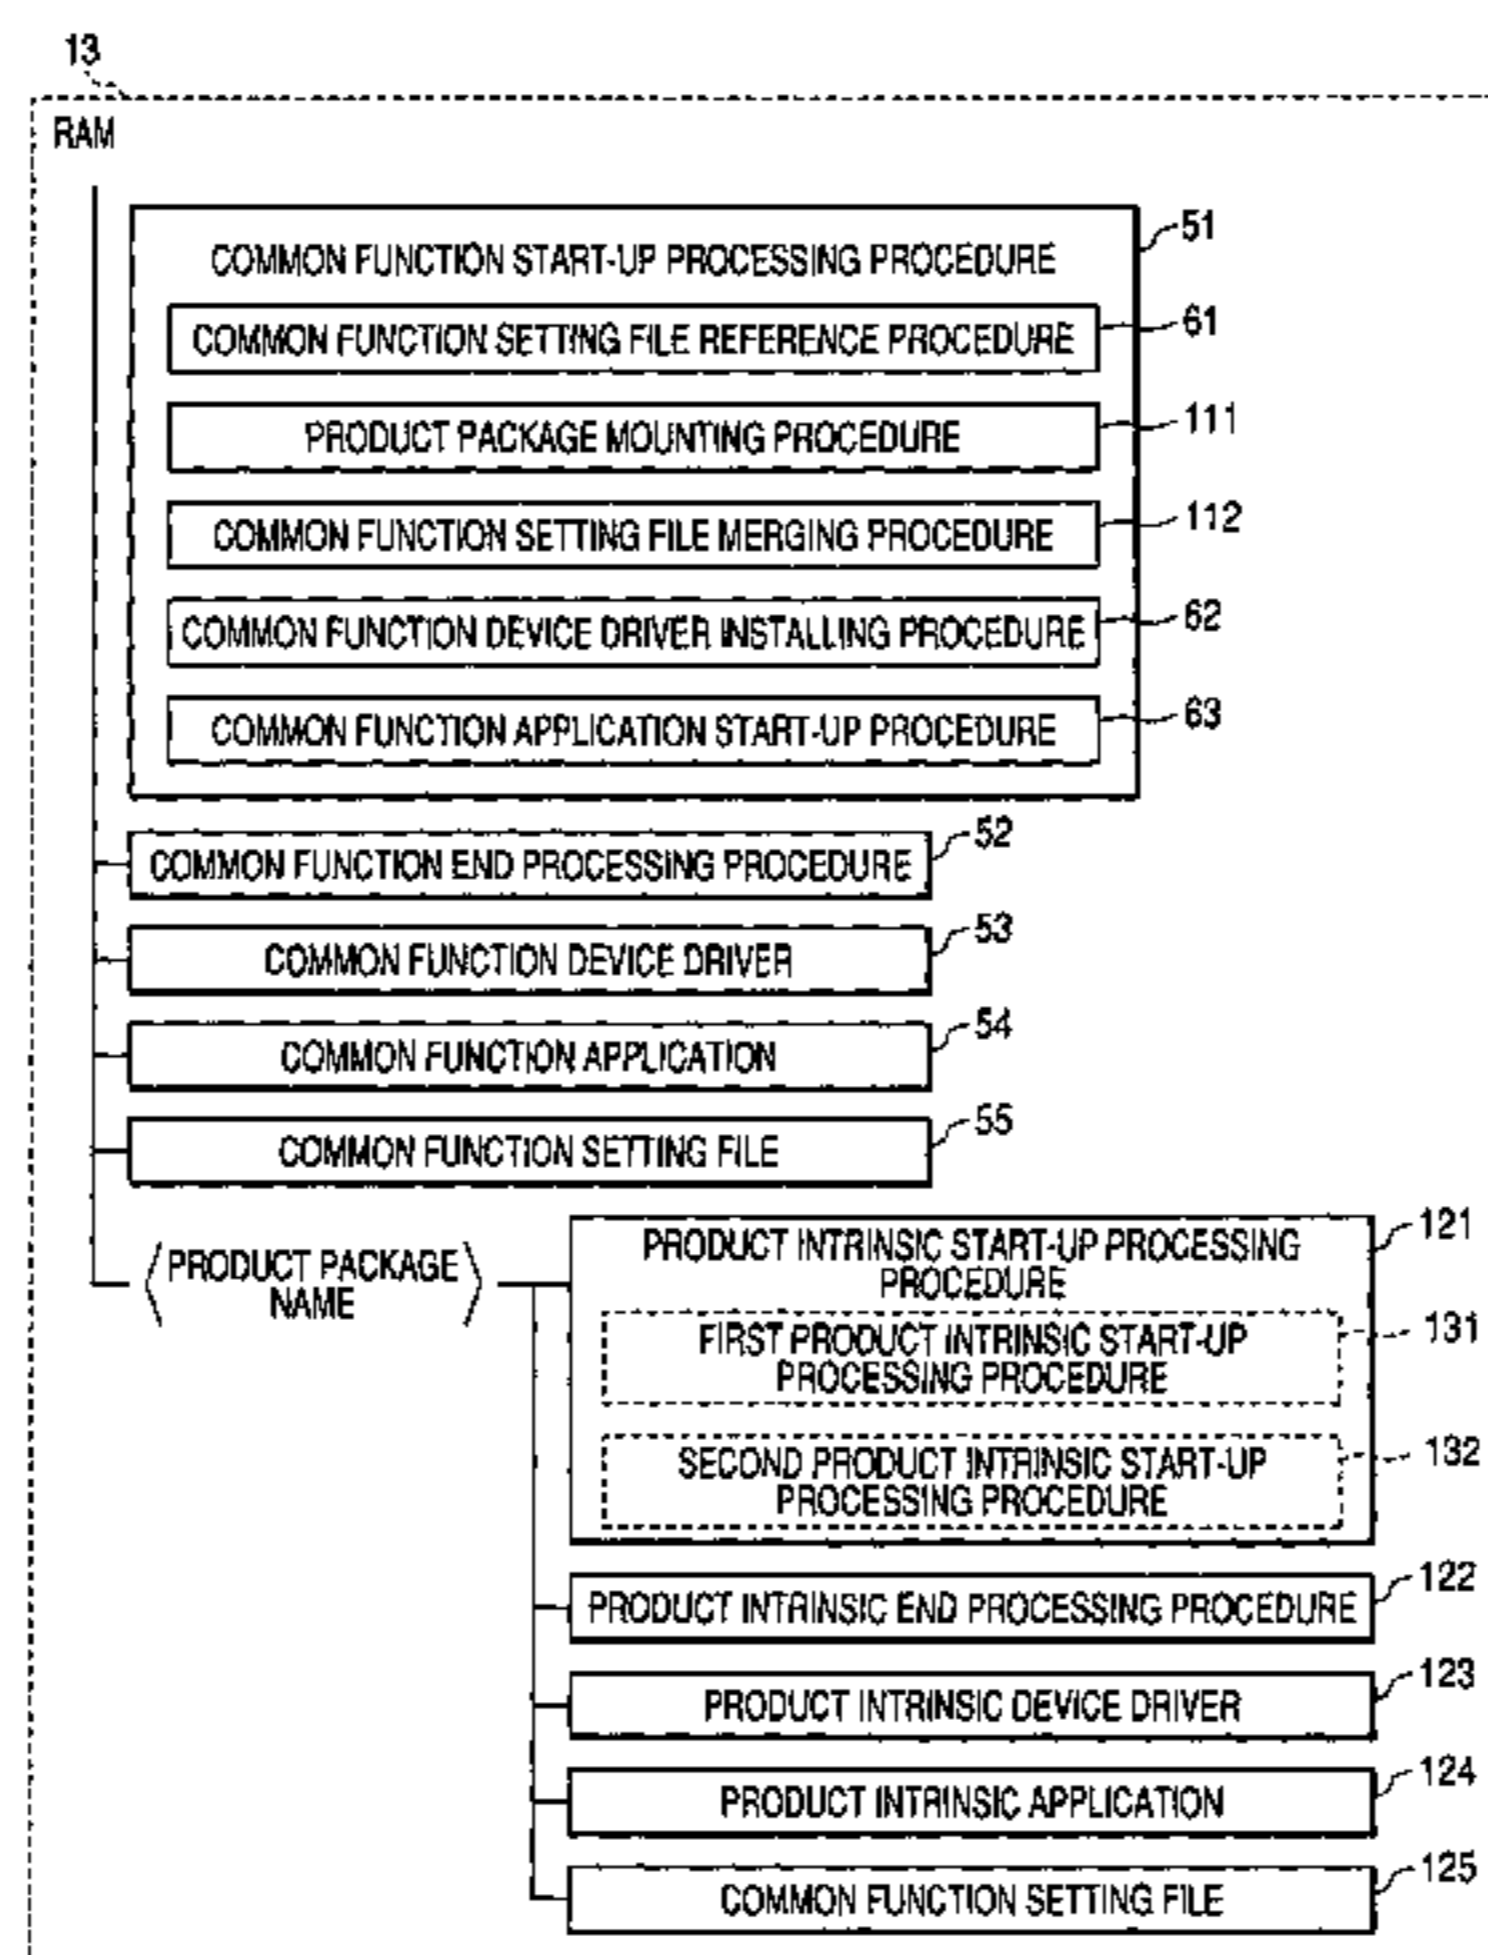 13
RAM
COMMON FUNCTION START-UP PROCESSING PROCEDURE
51
COMMON FUNCTION SETTING FILE REFERENCE PROCEDURE
61
PRODUCT PACKAGE MOUNTING PROCEDURE
111
COMMON FUNCTION SETTING FILE MERGING PROCEDURE
112
COMMON FUNCTION DEVICE DRIVER INSTALLING PROCEDURE
62
COMMON FUNCTION APPLICATION START-UP PROCEDURE
63
COMMON FUNCTION END PROCESSING PROCEDURE
52
COMMON FUNCTION DEVICE DRIVER
53
COMMON FUNCTION APPLICATION
54
COMMON FUNCTION SETTING FILE
55
PRODUCT PACKAGE
NAME
PRODUCT INTRINSIC START-UP PROCESSING
PROCEDURE
121
FIRST PRODUCT INTRINSIC START-UP
PROCESSING PROCEDURE
131
SECOND PRODUCT INTRINSIC START-UP
PROCESSING PROCEDURE
132
PRODUCT INTRINSIC END PROCESSING PROCEDURE
122
PRODUCT INTRINSIC DEVICE DRIVER
123
PRODUCT INTRINSIC APPLICATION
124
COMMON FUNCTION SETTING FILE
125